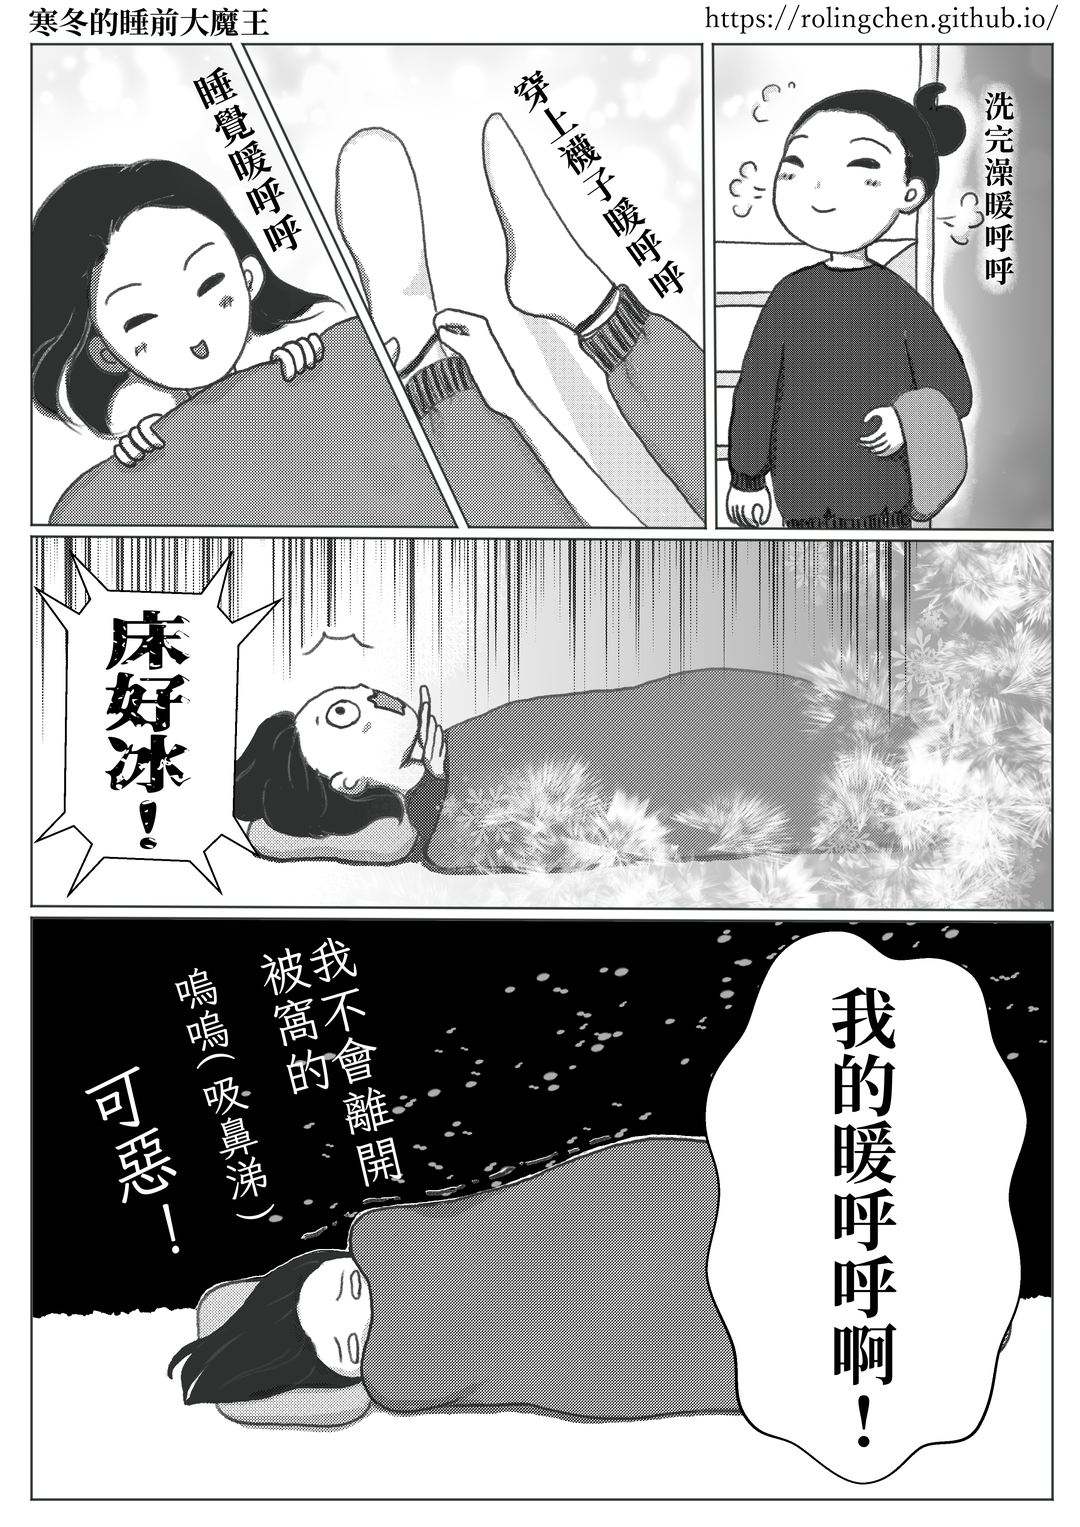 寒冬的睡前大魔王
https://rolingchen.github.io/
洗完澡暖呼呼
穿上襪子暖呼呼
睡覺暖呼呼
床好冰！
我的暖呼呼啊！
我不會離開
被窩的
嗚嗚(吸鼻涕)
可惡！